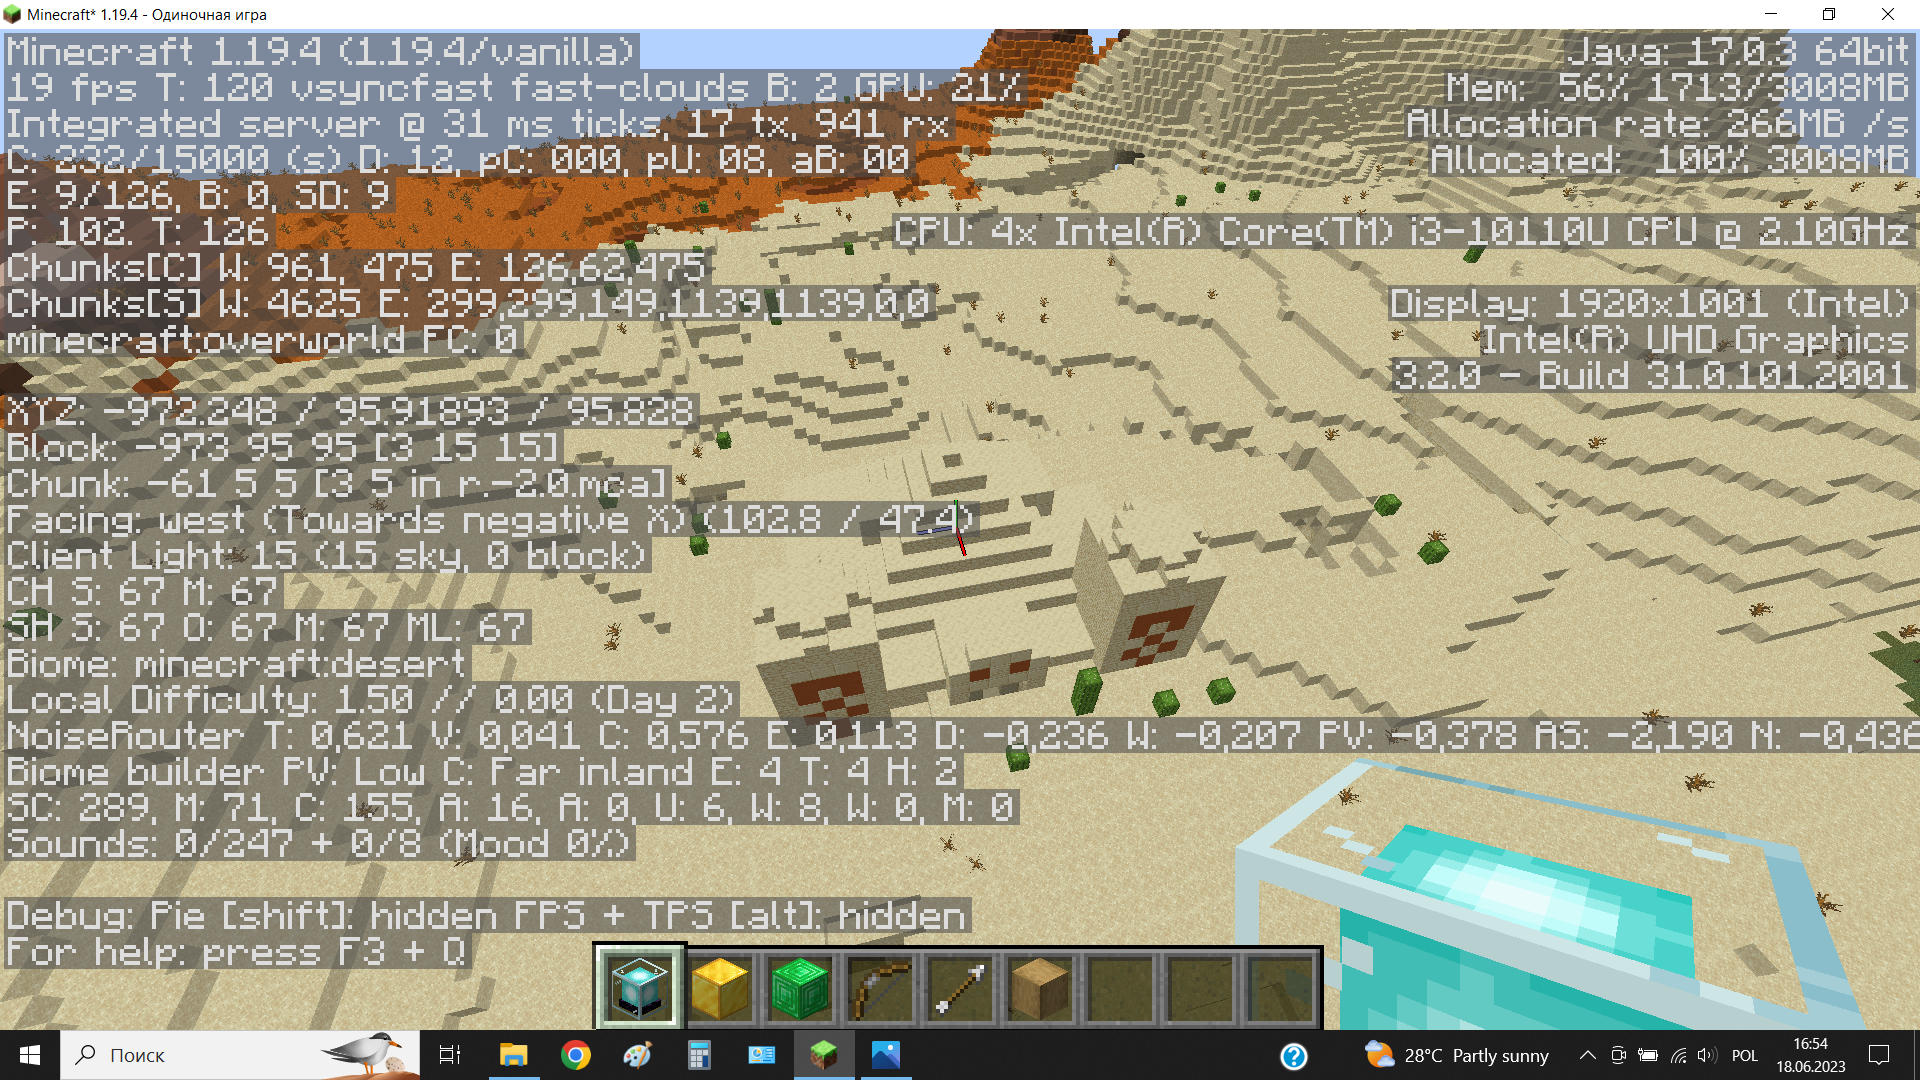 Minecraft* 1.19.4 - Одиночная игра
Minecraft 1.19.4 (1.19.4/vanilla)
19 fps T: 120 vsyncfast fast-clouds B: 2 GPU: 21%
Integrated server @ 31 ms ticks, 17 tx, 941 rx
C: 232/15000 (s) D: 12, pC: 000, pU: 08, aB: 00
E: 9/126, B: 0, SD: 9
P: 102. T: 126
Chunks[C] W: 961, 475 E: 126,62,475
Chunks[S] W: 4625 E: 299,299,149,1139,1139,0,0
minecraft:overworld FC: 0
XYZ: -972.248 / 95.91893 / 95.828
Block: -973 95 95 [3 15 15]
Chunk: -61 5 5 [3 5 in r.-2.0.mca]
Facing: west (Towards negative X) (102.8 / 47.4)
Client Light: 15 (15 sky, 0 block)
CH S: 67 M: 67
SH S: 67 O: 67 M: 67 ML: 67
Biome: minecraft:desert
Local Difficulty: 1.50 // 0.00 (Day 2)
NoiseRouter T: 0,621 V: 0,041 C: 0,576 E: 0,113 D: -0,236 W: -0,207 PV: -0,378 AS: -2,190 N: -0,436
Biome builder PV: Low C: Far inland E: 4 T: 4 H: 2
SC: 289, M: 71, C: 155, A: 16, A: 0, U: 6, W: 8, W: 0, M: 0
Sounds: 0/247 + 0/8 (Mood 0%)
Debug: Pie [shift]: hidden FPS + TPS [alt]: hidden
For help: press F3 + Q
Java: 17.0.3 64bit
Mem: 56% 1713/3008MB
Allocation rate: 266MB /s
Allocated: 100% 3008MB
CPU: 4x Intel(R) Core(TM) i3-10110U CPU @ 2.10GHz
Display: 1920x1001 (Intel)
Intel(R) UHD Graphics
3.2.0 - Build 31.0.101.2001
Поиск
28°C Partly sunny
POL
16:54
18.06.2023